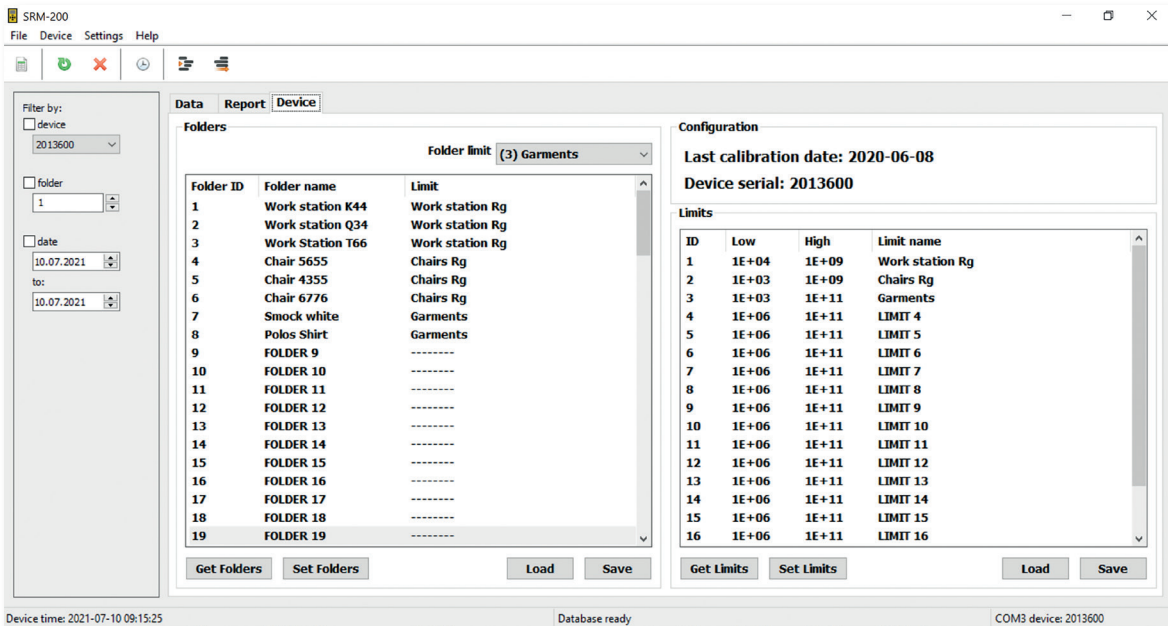 SRM-200
File Device Settings Help
Filter by:
device
2013600
folder
1
date
10.07.2021
to:
10.07.2021
Data Report Device
Folders
Folder limit (3) Garments
Folder ID Folder name Limit
1 Work station K44 Work station Rg
2 Work station Q34 Work station Rg
3 Work Station T66 Work station Rg
4 Chair 5655 Chairs Rg
5 Chair 4355 Chairs Rg
6 Chair 6776 Chairs Rg
7 Smock white Garments
8 Polos Shirt Garments
9 FOLDER 9 --------
10 FOLDER 10 --------
11 FOLDER 11 --------
12 FOLDER 12 --------
13 FOLDER 13 --------
14 FOLDER 14 --------
15 FOLDER 15 --------
16 FOLDER 16 --------
17 FOLDER 17 --------
18 FOLDER 18 --------
19 FOLDER 19 --------
Get Folders Set Folders Load Save
Configuration
Last calibration date: 2020-06-08
Device serial: 2013600
Limits
ID Low High Limit name
1 1E+04 1E+09 Work station Rg
2 1E+03 1E+09 Chairs Rg
3 1E+03 1E+11 Garments
4 1E+06 1E+11 LIMIT 4
5 1E+06 1E+11 LIMIT 5
6 1E+06 1E+11 LIMIT 6
7 1E+06 1E+11 LIMIT 7
8 1E+06 1E+11 LIMIT 8
9 1E+06 1E+11 LIMIT 9
10 1E+06 1E+11 LIMIT 10
11 1E+06 1E+11 LIMIT 11
12 1E+06 1E+11 LIMIT 12
13 1E+06 1E+11 LIMIT 13
14 1E+06 1E+11 LIMIT 14
15 1E+06 1E+11 LIMIT 15
16 1E+06 1E+11 LIMIT 16
Get Limits Set Limits Load Save
Device time: 2021-07-10 09:15:25 Database ready COM3 device: 2013600